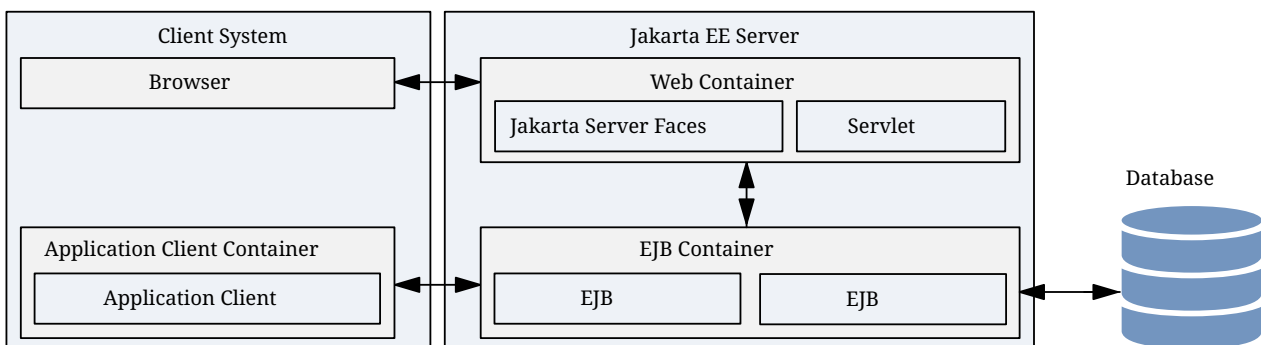 Client System
Browser
Application Client Container
Application Client
Jakarta EE Server
Web Container
Jakarta Server Faces
Servlet
EJB Container
EJB
EJB
Database